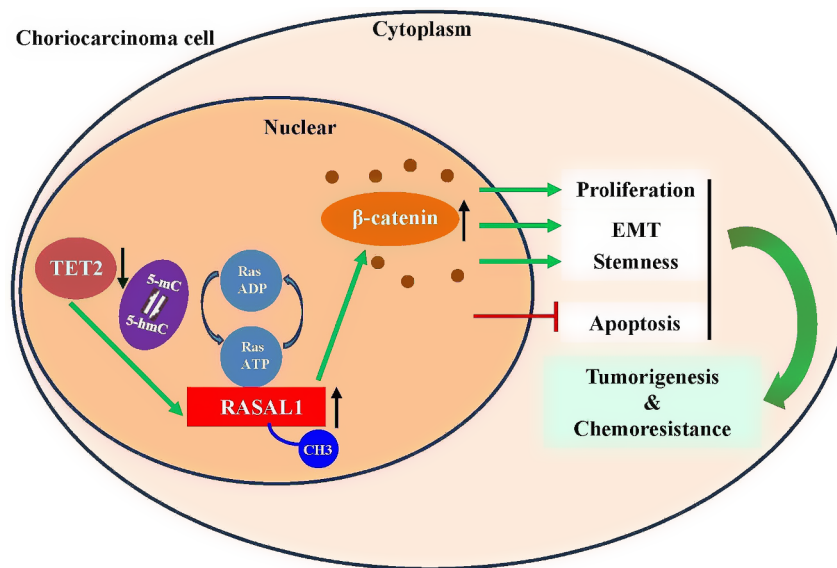 Choriocarcinoma cell
Cytoplasm
Nuclear
β-catenin
TET2
5-mC
5-hmC
Ras
ADP
Ras
ATP
RASAL1
CH3
Proliferation
EMT
Stemness
Apoptosis
Tumorigenesis
&
Chemoresistance